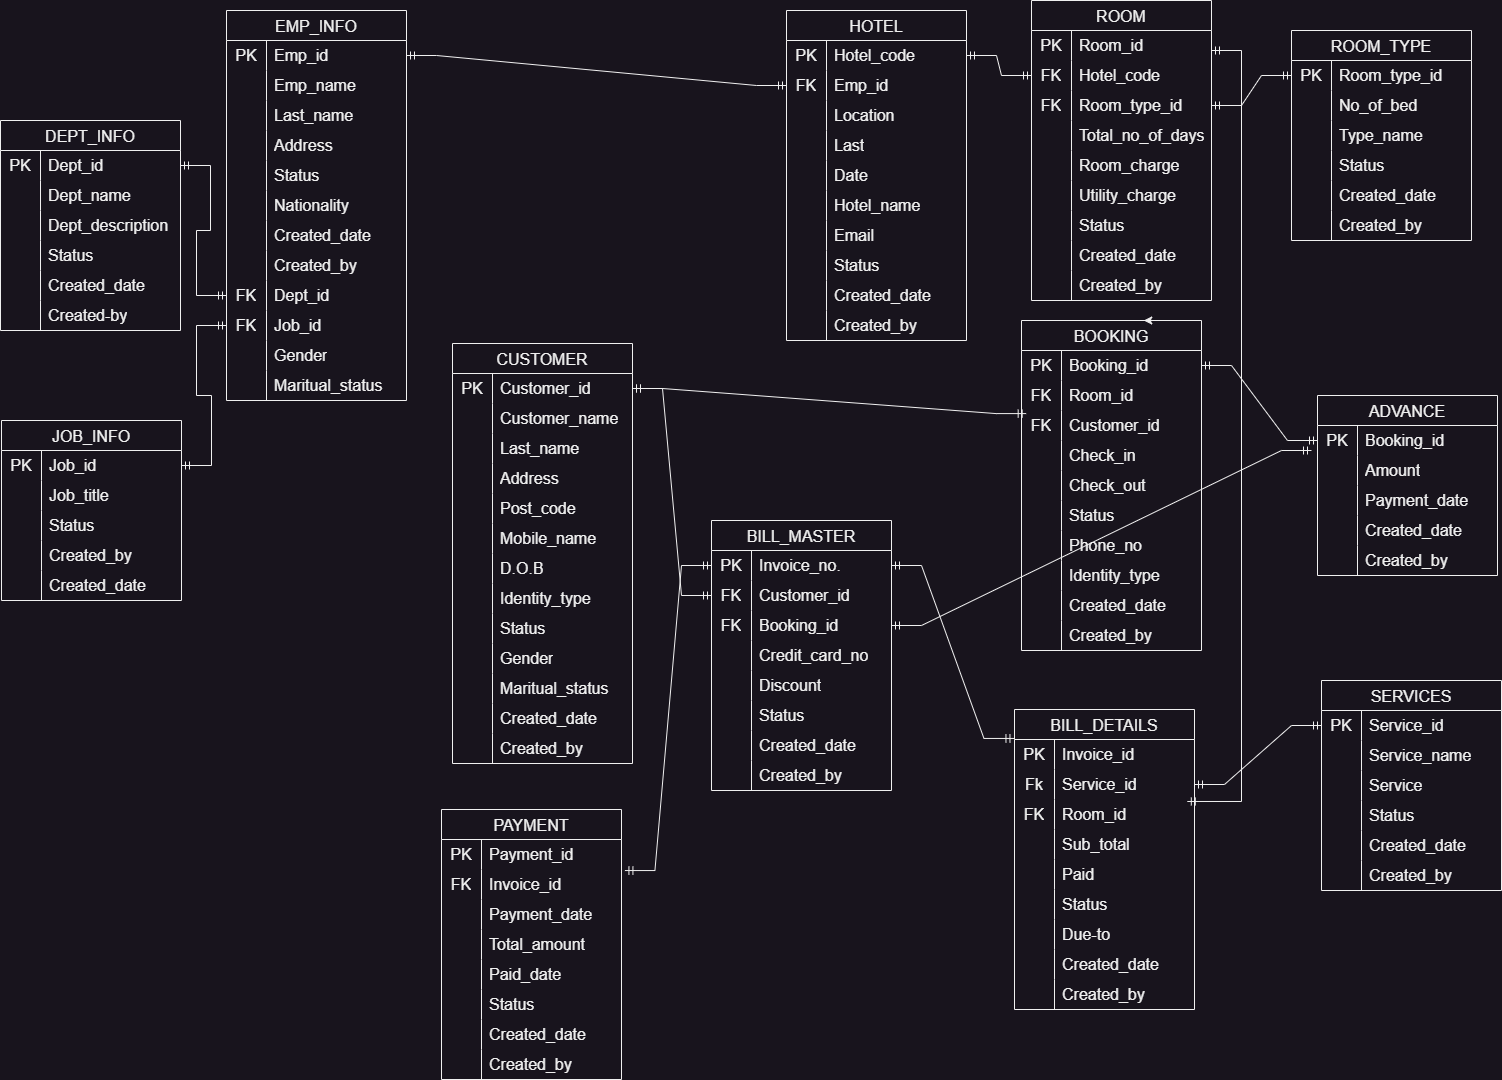 EMP_INFO
PK Emp_id
Emp_name
Last_name
Address
Status
Nationality
Created_date
Created_by
FK Dept_id
FK Job_id
Gender
Maritual_status
HOTEL
PK Hotel_code
FK Emp_id
Location
Last
Date
Hotel_name
Email
Status
Created_date
Created_by
ROOM
PK Room_id
FK Hotel_code
FK Room_type_id
Total_no_of_days
Room_charge
Utility_charge
Status
Created_date
Created_by
ROOM_TYPE
PK Room_type_id
No_of_bed
Type_name
Status
Created_date
Created_by
DEPT_INFO
PK Dept_id
Dept_name
Dept_description
Status
Created_date
Created-by
JOB_INFO
PK Job_id
Job_title
Status
Created_by
Created_date
CUSTOMER
PK Customer_id
Customer_name
Last_name
Address
Post_code
Mobile_name
D.O.B
Identity_type
Status
Gender
Maritual_status
Created_date
Created_by
BOOKING
PK Booking_id
FK Room_id
FK Customer_id
Check_in
Check_out
Status
Phone_no
Identity_type
Created_date
Created_by
ADVANCE
PK Booking_id
Amount
Payment_date
Created_date
Created_by
BILL_MASTER
PK Invoice_no.
FK Customer_id
FK Booking_id
Credit_card_no
Discount
Status
Created_date
Created_by
BILL_DETAILS
PK Invoice_id
Fk Service_id
FK Room_id
Sub_total
Paid
Status
Due-to
Created_date
Created_by
SERVICES
PK Service_id
Service_name
Service
Status
Created_date
Created_by
PAYMENT
PK Payment_id
FK Invoice_id
Payment_date
Total_amount
Paid_date
Status
Created_date
Created_by